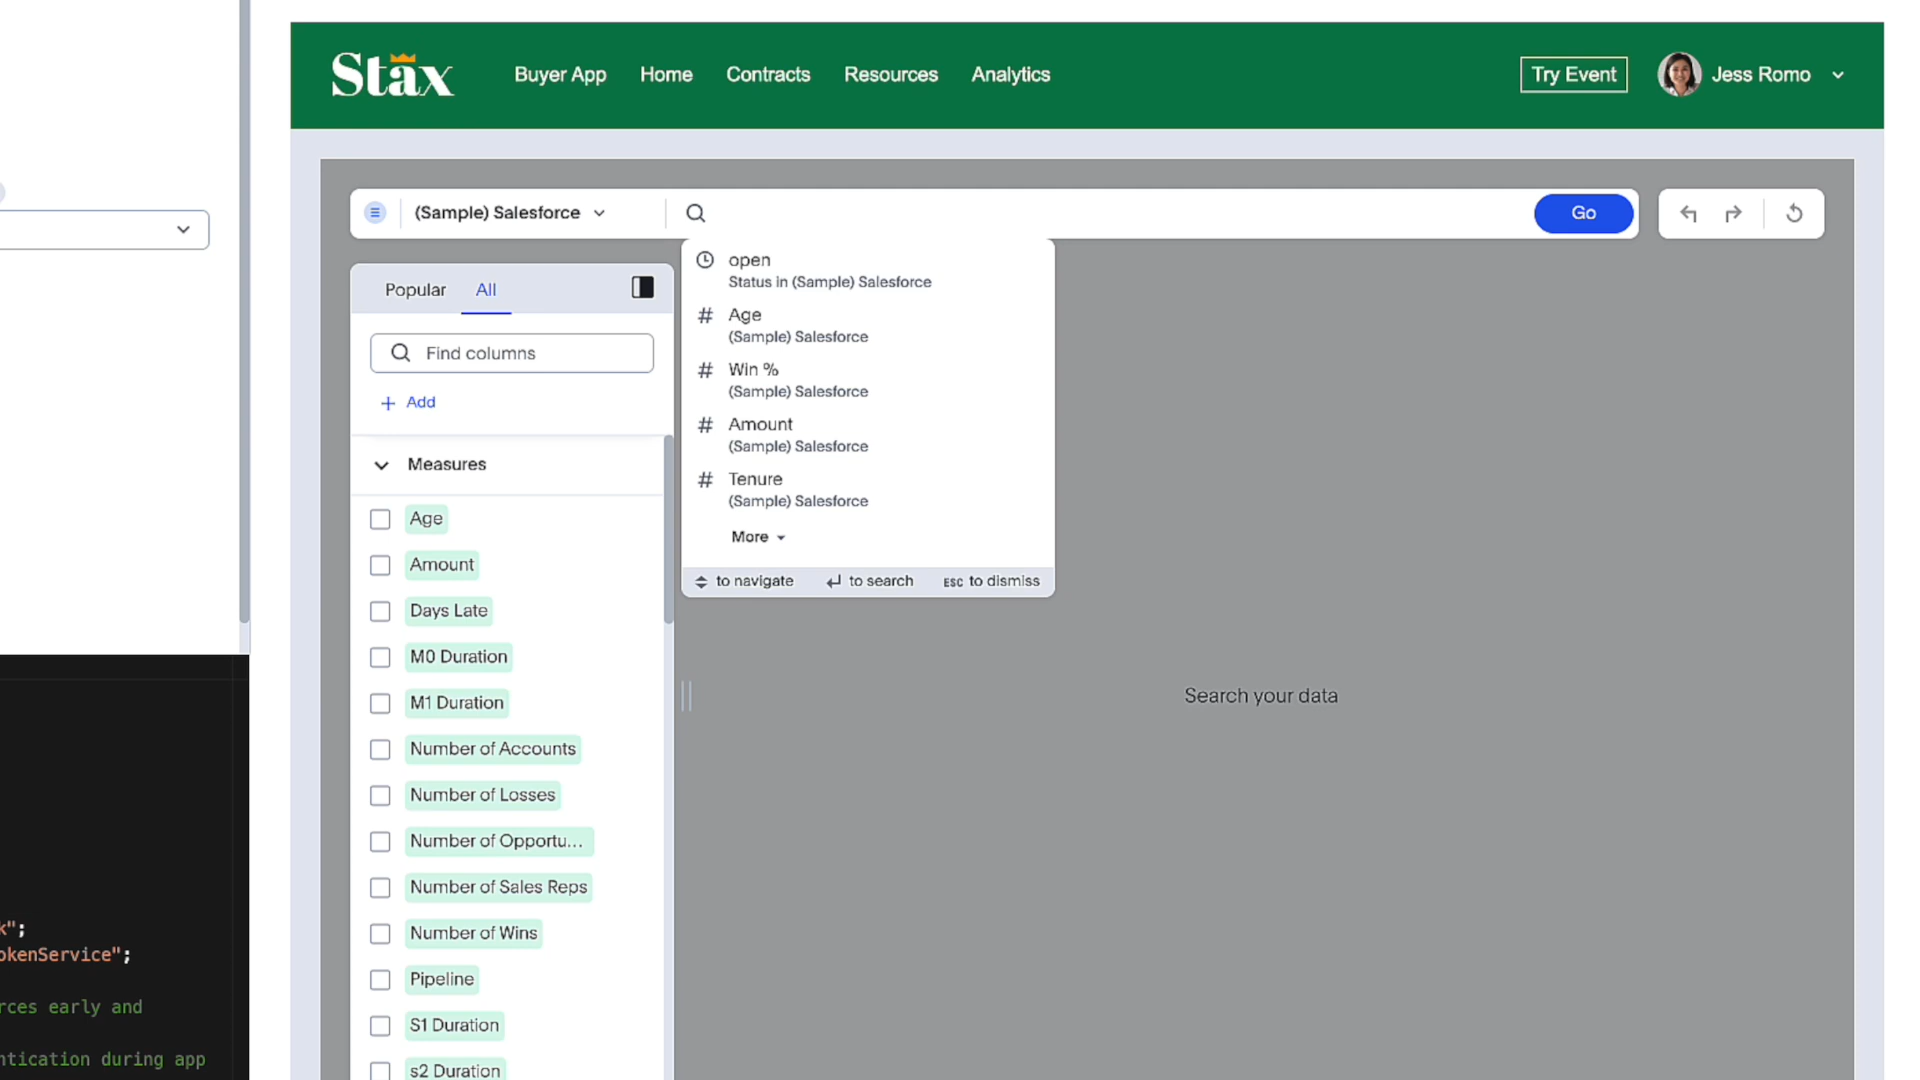 Stax
Buyer App
Home
Contracts
Resources
Analytics
Try Event
Jess Romo
(Sample) Salesforce
Go
Popular
All
Find columns
+ Add
Measures
Age
Amount
Days Late
M0 Duration
M1 Duration
Number of Accounts
Number of Losses
Number of Opportu...
Number of Sales Reps
Number of Wins
Pipeline
S1 Duration
s2 Duration
open
Status in (Sample) Salesforce
# Age
(Sample) Salesforce
# Win %
(Sample) Salesforce
# Amount
(Sample) Salesforce
# Tenure
(Sample) Salesforce
More
to navigate
to search
ESC to dismiss
Search your data
k";
okenService";
rces early and
ntication during app